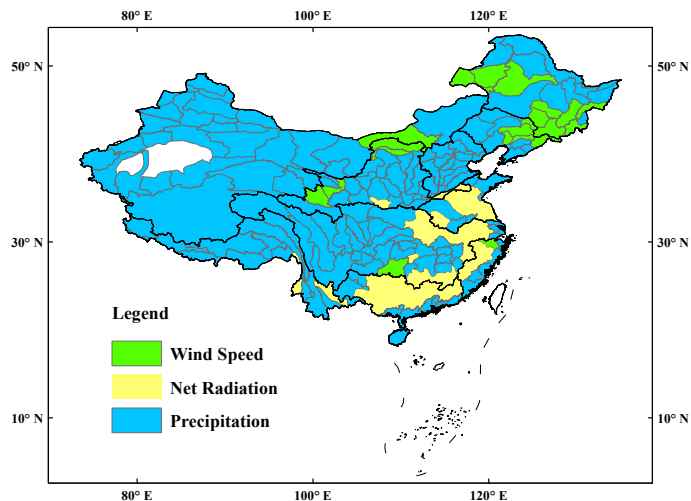 80° E 100° E 120° E
50° N 50° N
30° N 30° N
Legend
Wind Speed
Net Radiation
10° N Precipitation 10° N
80° E 100° E 120° E